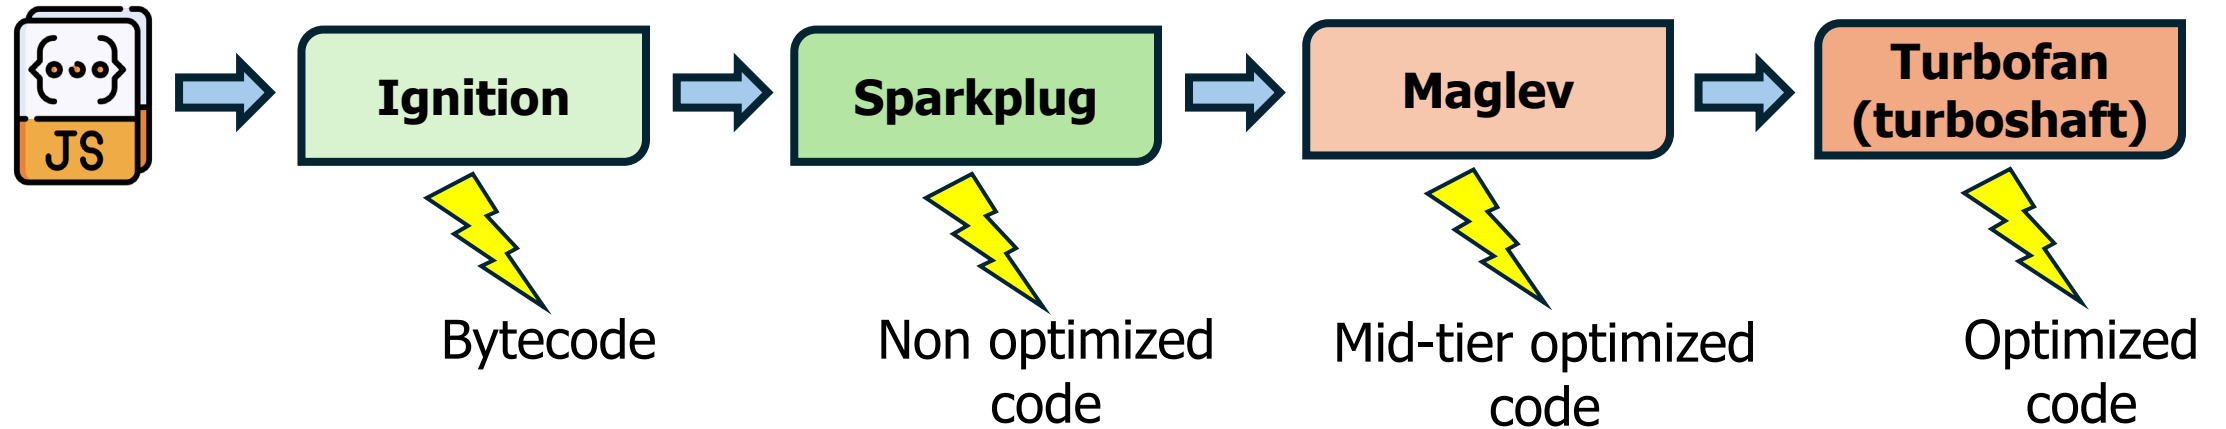 {...}
JS
Ignition
Sparkplug
Maglev
Turbofan
(turboshaft)
Bytecode
Non optimized
code
Mid-tier optimized
code
Optimized
code